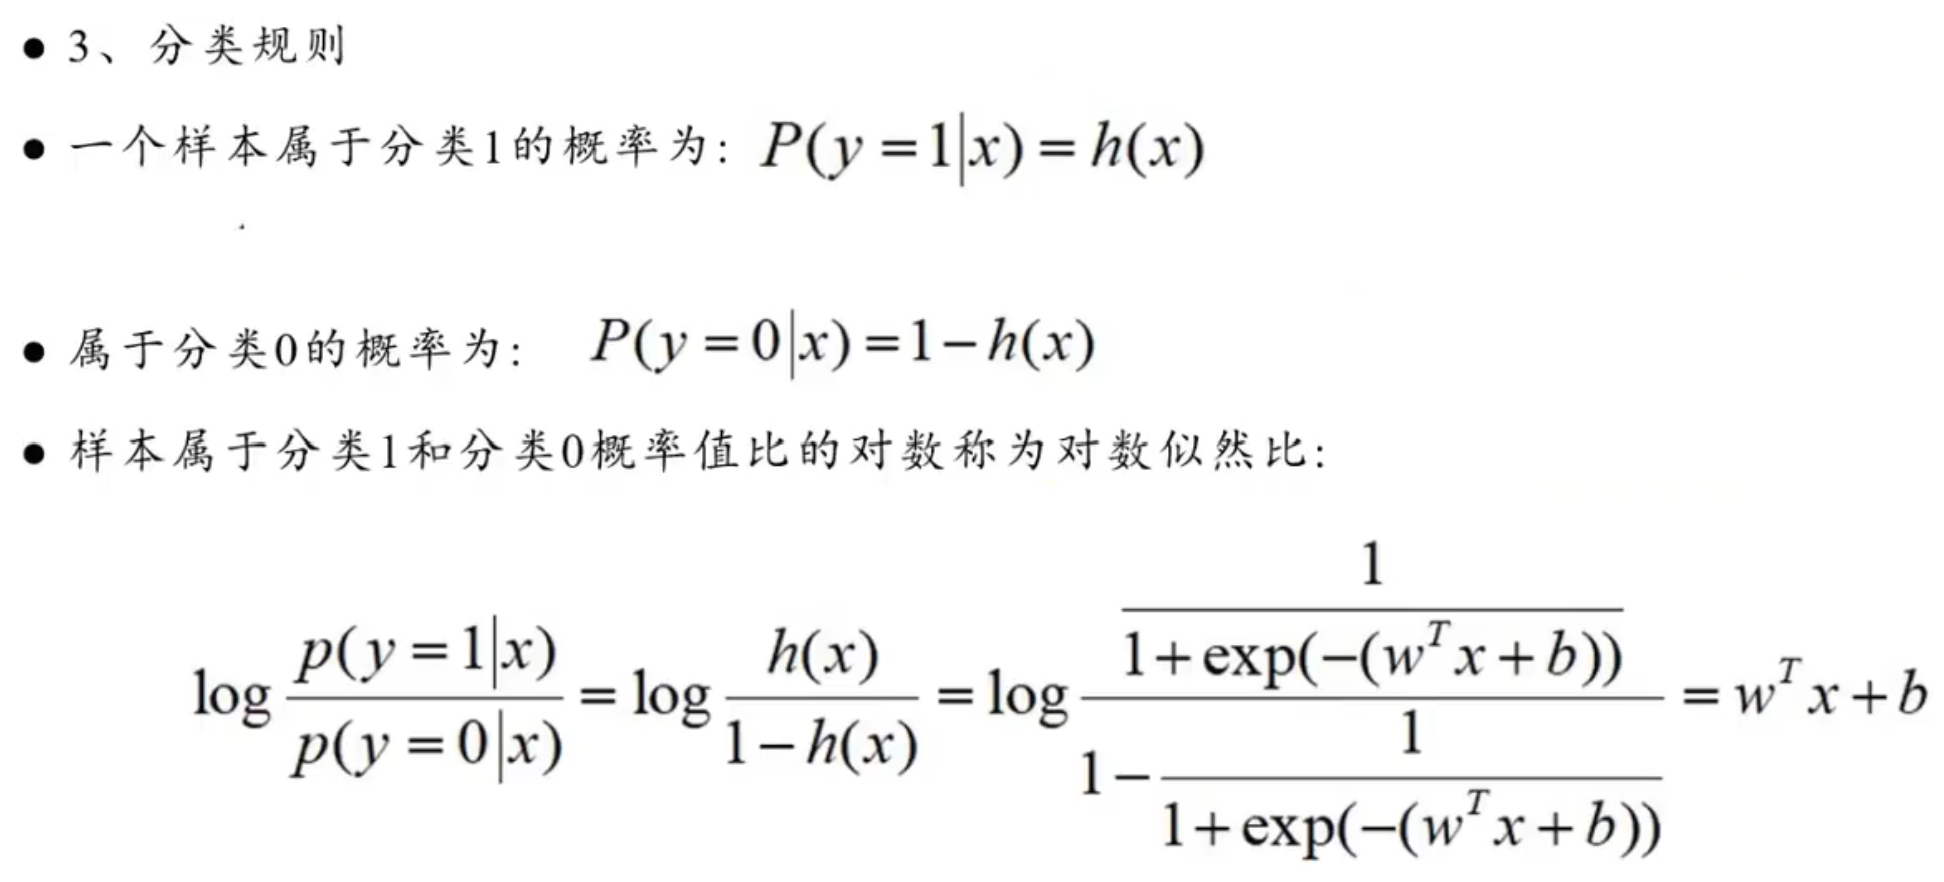 ● 3、分类规则
● 一个样本属于分类1的概率为: P(y=1|x)=h(x)
● 属于分类0的概率为: P(y=0|x)=1-h(x)
● 样本属于分类1和分类0概率值比的对数称为对数似然比:
log \frac{p(y=1|x)}{p(y=0|x)} = log \frac{h(x)}{1-h(x)} = log \frac{\frac{1}{1+exp(-(w^T x+b))}}{1-\frac{1}{1+exp(-(w^T x+b))}} = w^T x+b